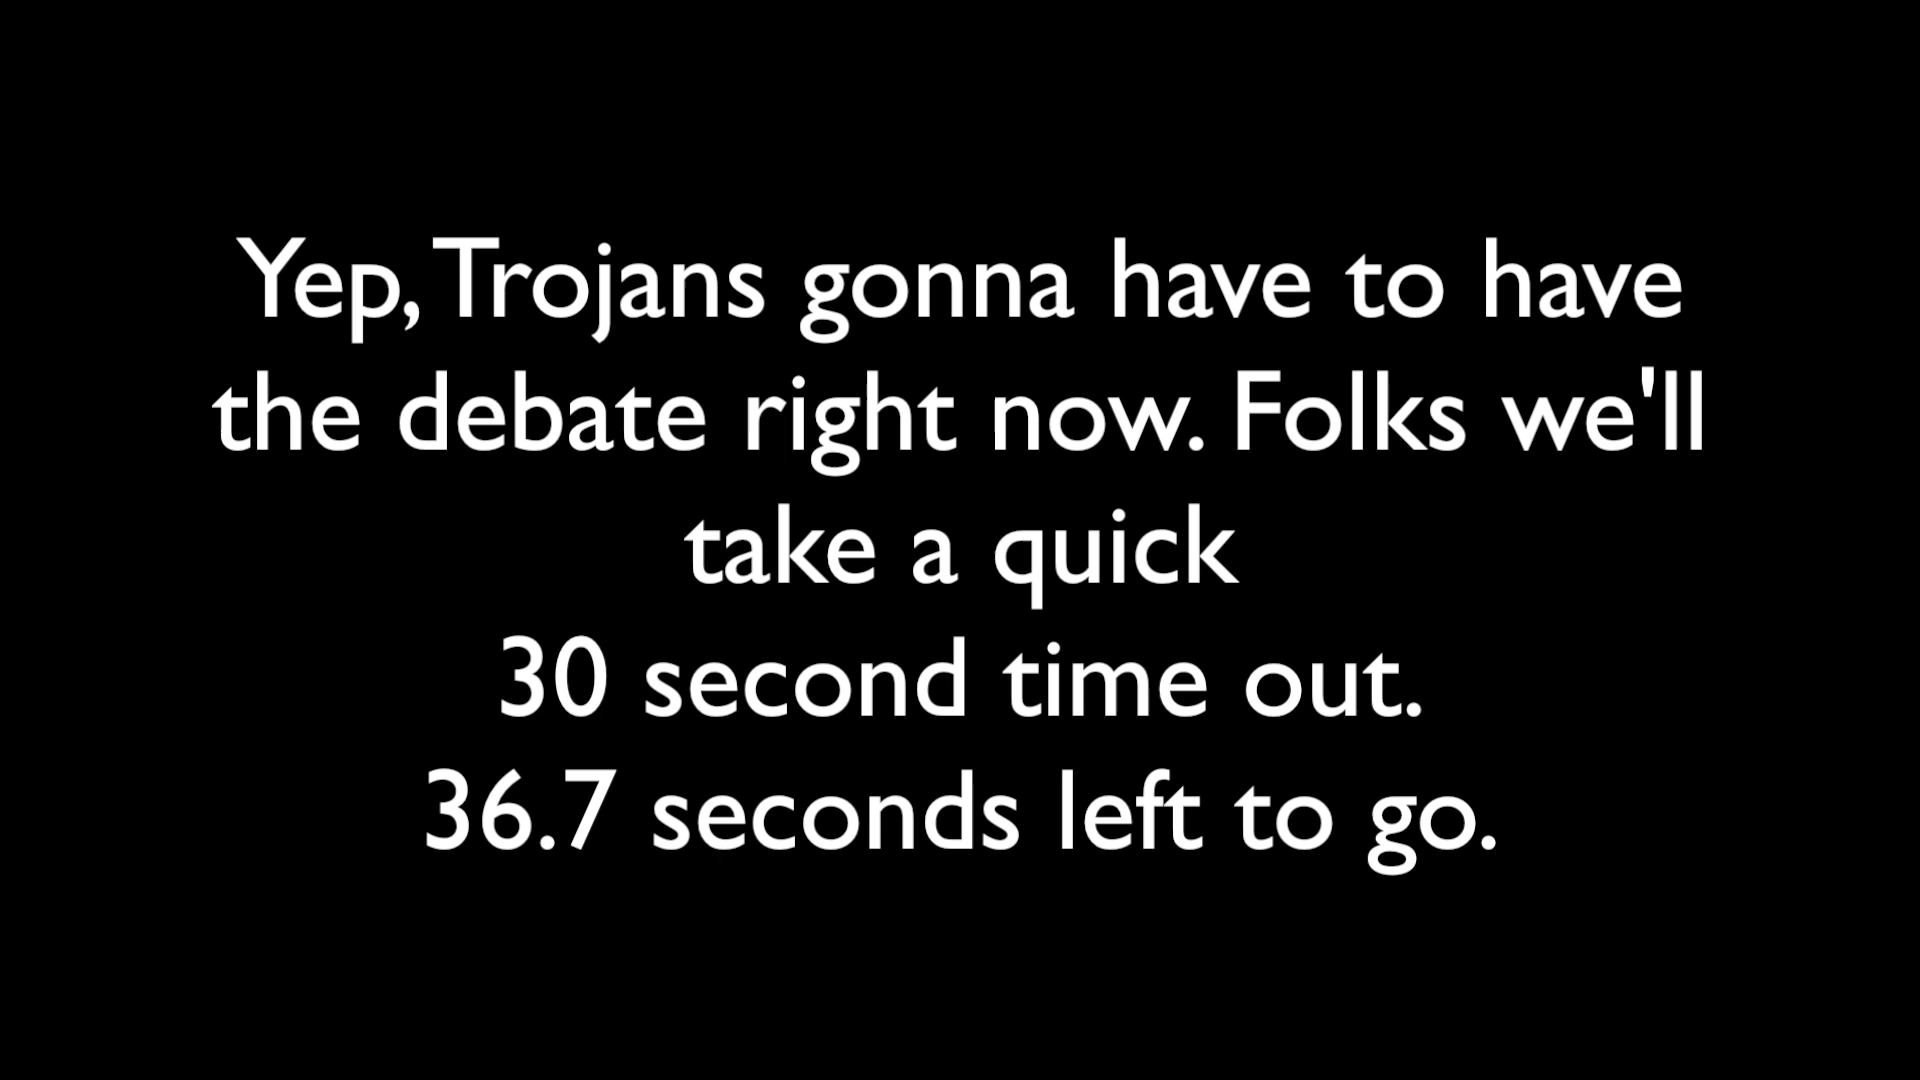 Yep, Trojans gonna have to have
the debate right now. Folks we'll
take a quick
30 second time out.
36.7 seconds left to go.